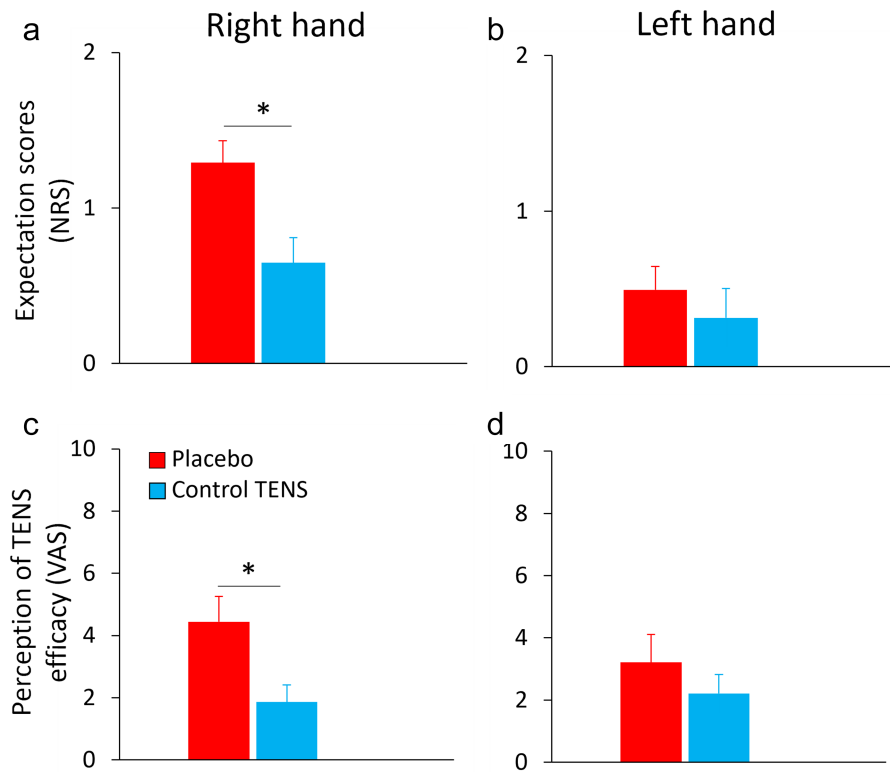 a
Right hand
b
Left hand
Expectation scores
(NRS)
2
1
0
*
2
1
0
c
d
Perception of TENS
efficacy (VAS)
10
8
6
4
2
0
Placebo
Control TENS
*
10
8
6
4
2
0